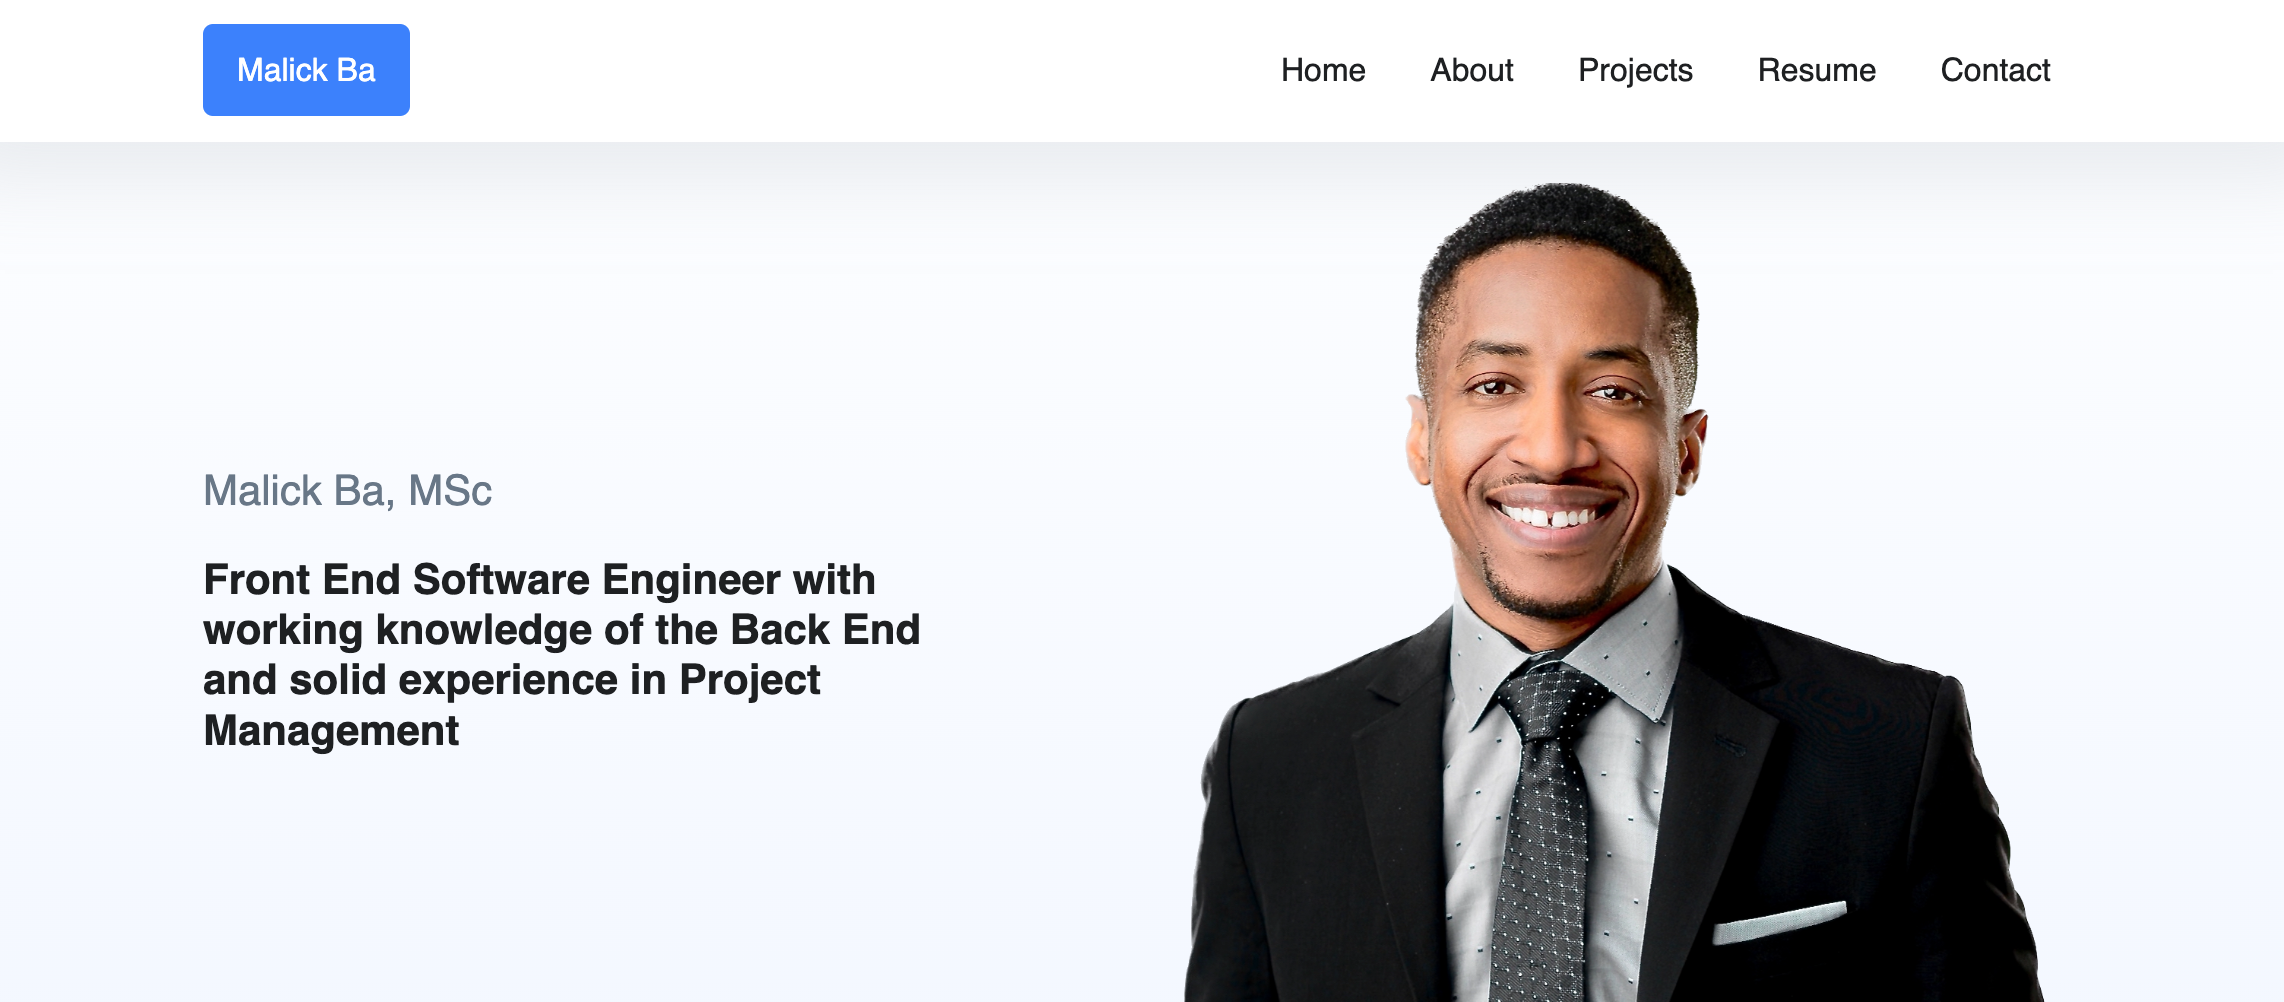 Malick Ba
Home About Projects Resume Contact
Malick Ba, MSc
Front End Software Engineer with
working knowledge of the Back End
and solid experience in Project
Management